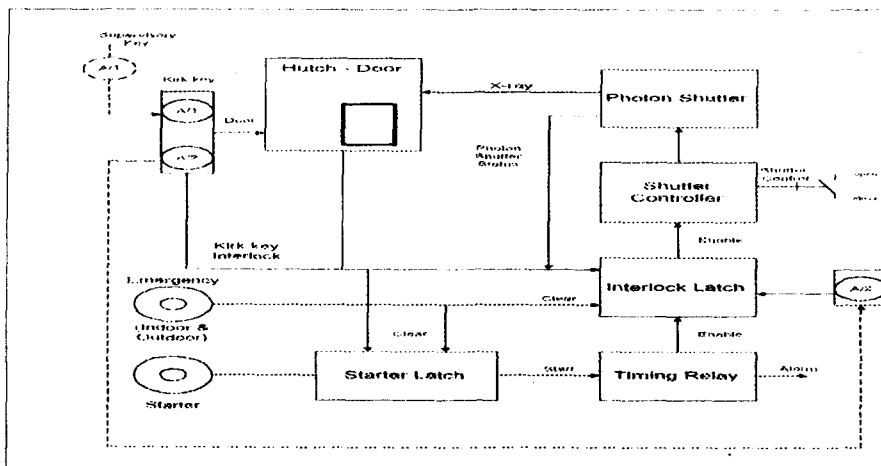 Supervisory
Key
A/1
Kirk key
A/1
A/2
Door
Hutch - Door
X-ray
Photon Shutter
Photon
Shutter
Status
Shutter
Controller
Shutter
Control
Enable
Kirk key
Interlock
Emergency
(Indoor &
Outdoor)
Clear
Interlock Latch
A/2
Clear
Enable
Starter
Starter Latch
Start
Timing Relay
Alarm